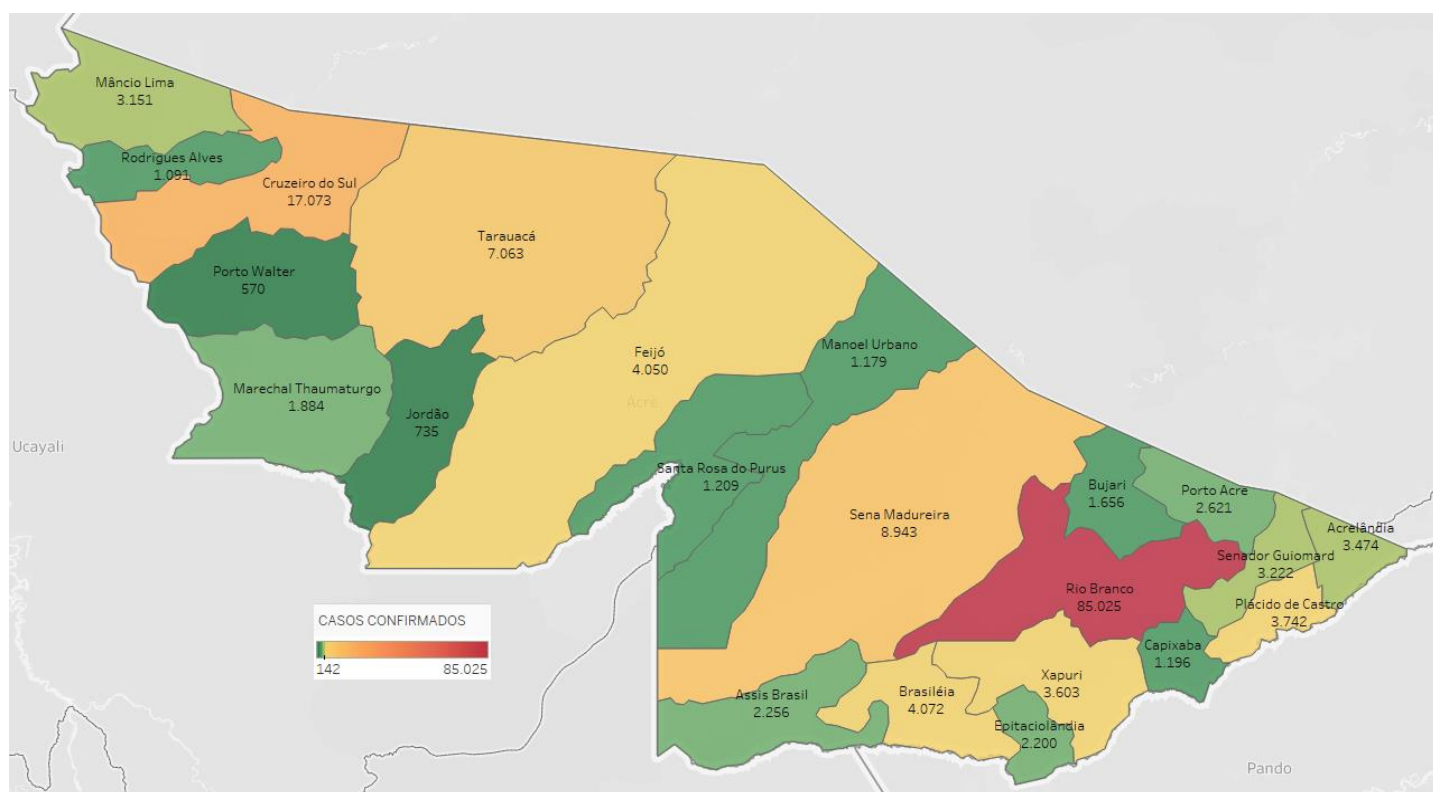 Mâncio Lima
3.151
Rodrigues Alves
1.091
Cruzeiro do Sul
17.073
Tarauacá
7.063
Porto Walter
570
Feijó
4.050
Acre
Manoel Urbano
1.179
Marechal Thaumaturgo
1.884
Jordão
735
Ucayali
Santa Rosa do Purus
1.209
Sena Madureira
8.943
Bujari
1.656
Porto Acre
2.621
Acrelândia
3.474
Senador Guiomard
3.222
Rio Branco
85.025
Plácido de Castro
3.742
CASOS CONFIRMADOS
142
85.025
Capixaba
1.196
Xapuri
3.603
Assis Brasil
2.256
Brasiléia
4.072
Epitaciolândia
2.200
Pando